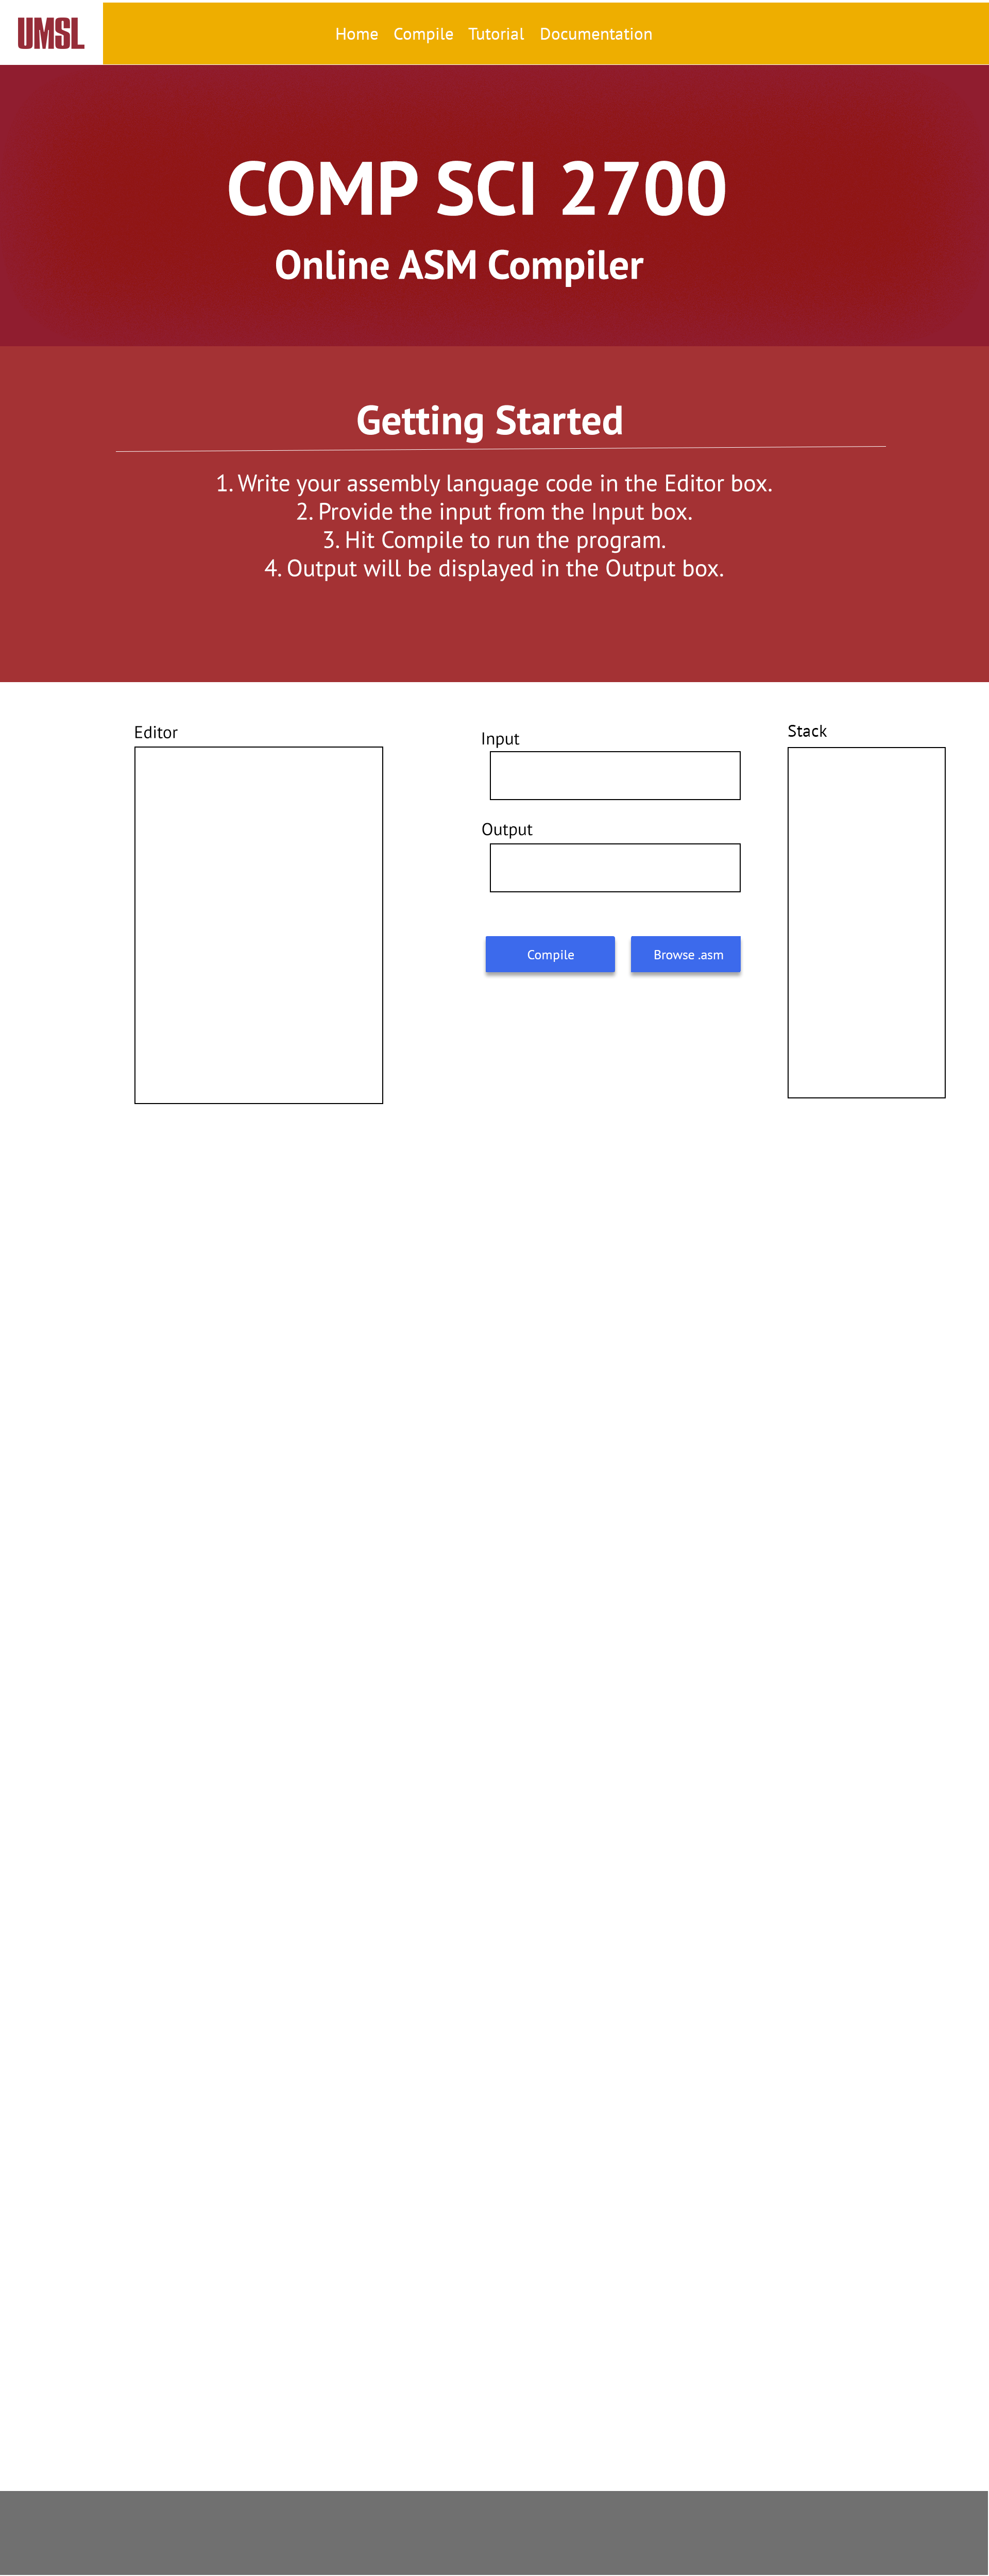 UMSL
Home Compile Tutorial Documentation
COMP SCI 2700
Online ASM Compiler
Getting Started
1. Write your assembly language code in the Editor box.
2. Provide the input from the Input box.
3. Hit Compile to run the program.
4. Output will be displayed in the Output box.
Editor
Input
Output
Compile
Browse .asm
Stack